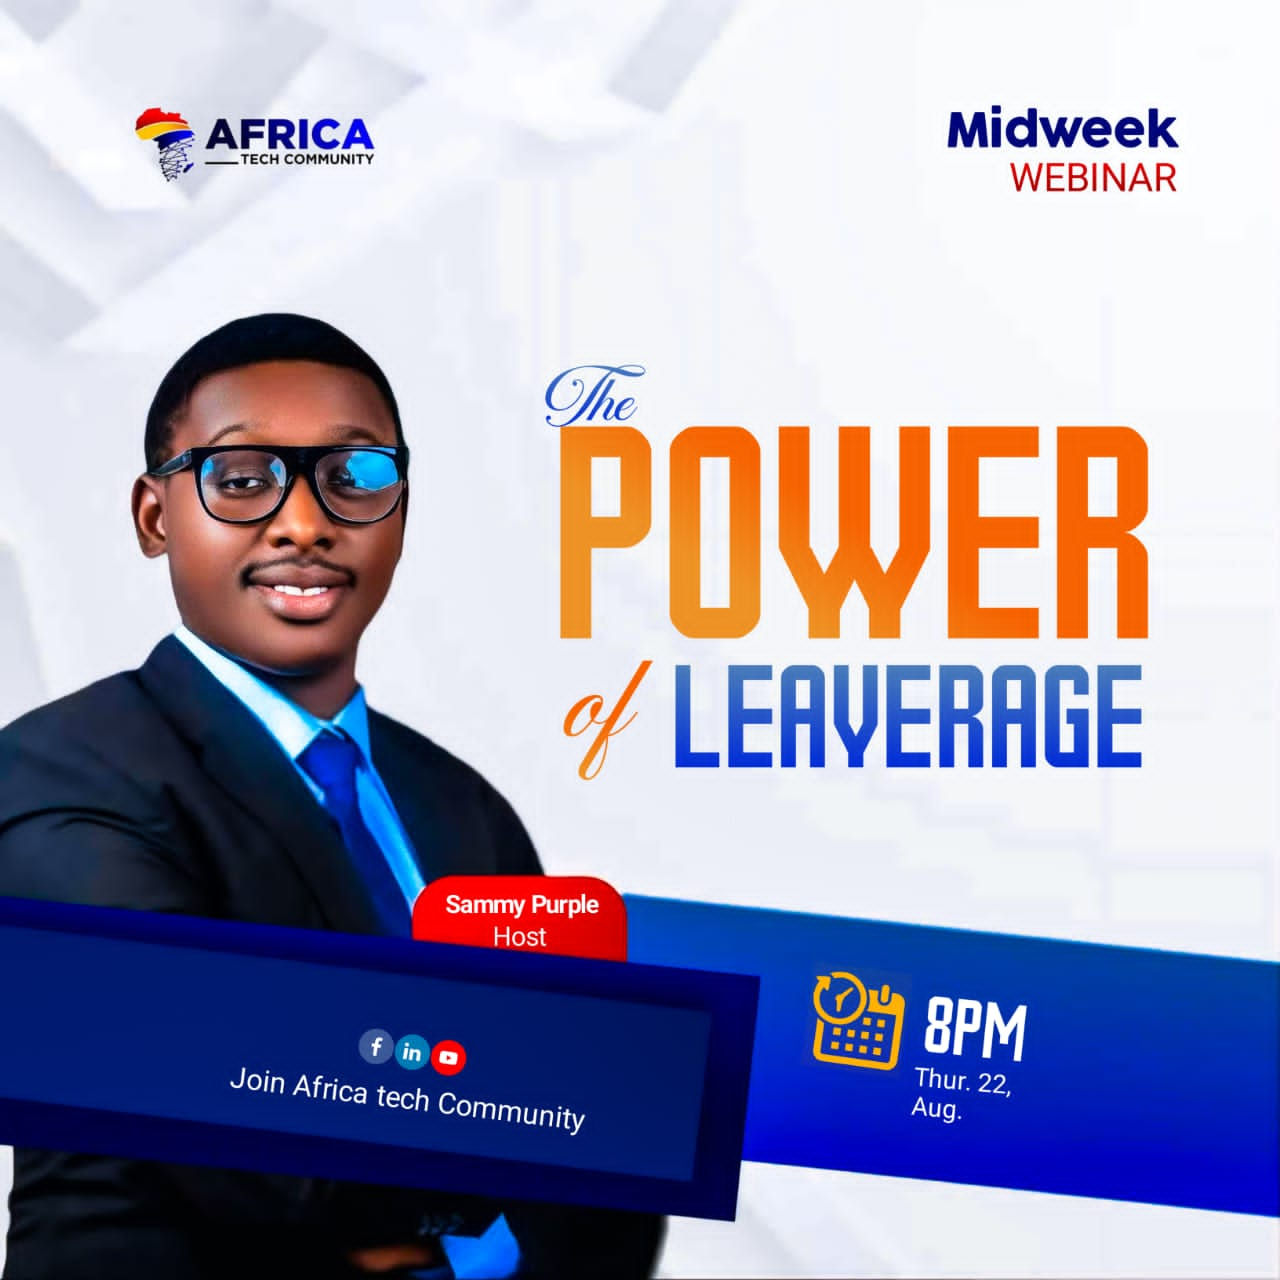 AFRICA
TECH COMMUNITY
Midweek
WEBINAR
The
POWER
of LEAVERAGE
Sammy Purple
Host
f in
Join Africa tech Community
8PM
Thur. 22,
Aug.